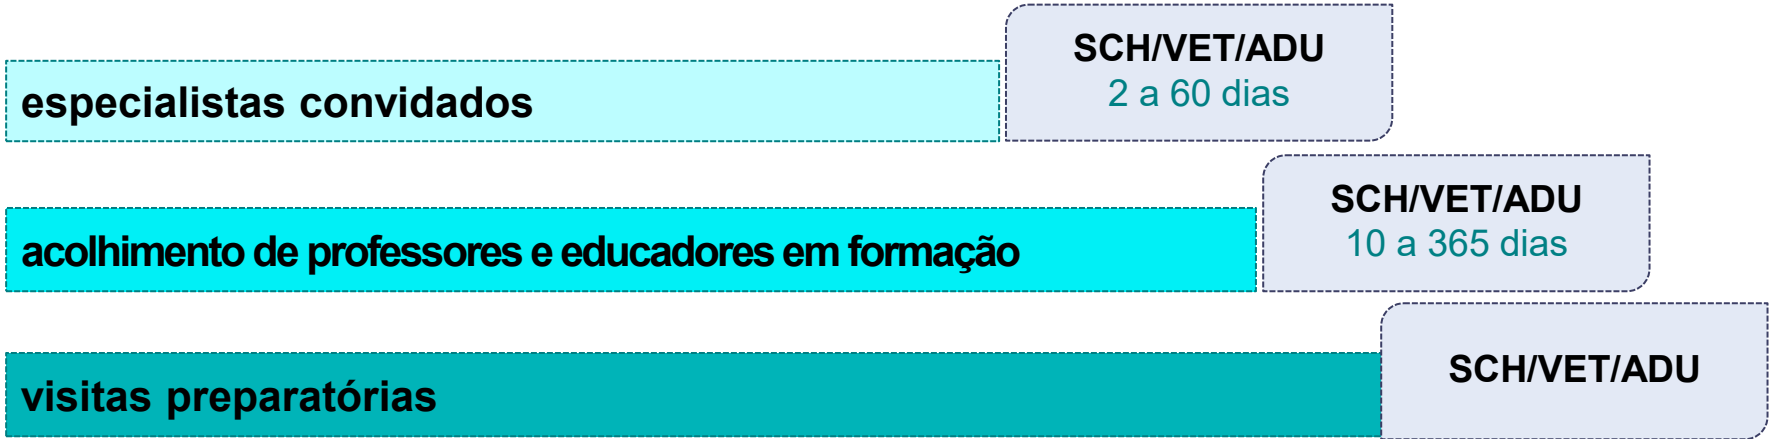 SCH/VET/ADU
2 a 60 dias
especialistas convidados
SCH/VET/ADU
10 a 365 dias
acolhimento de professores e educadores em formação
SCH/VET/ADU
visitas preparatórias